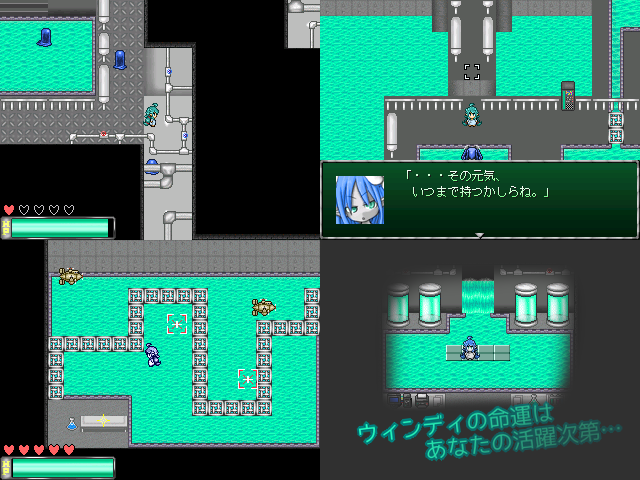 「・・・その元気、
いつまで持つかしらね。」
ウィンディの命運は
あなたの活躍次第…